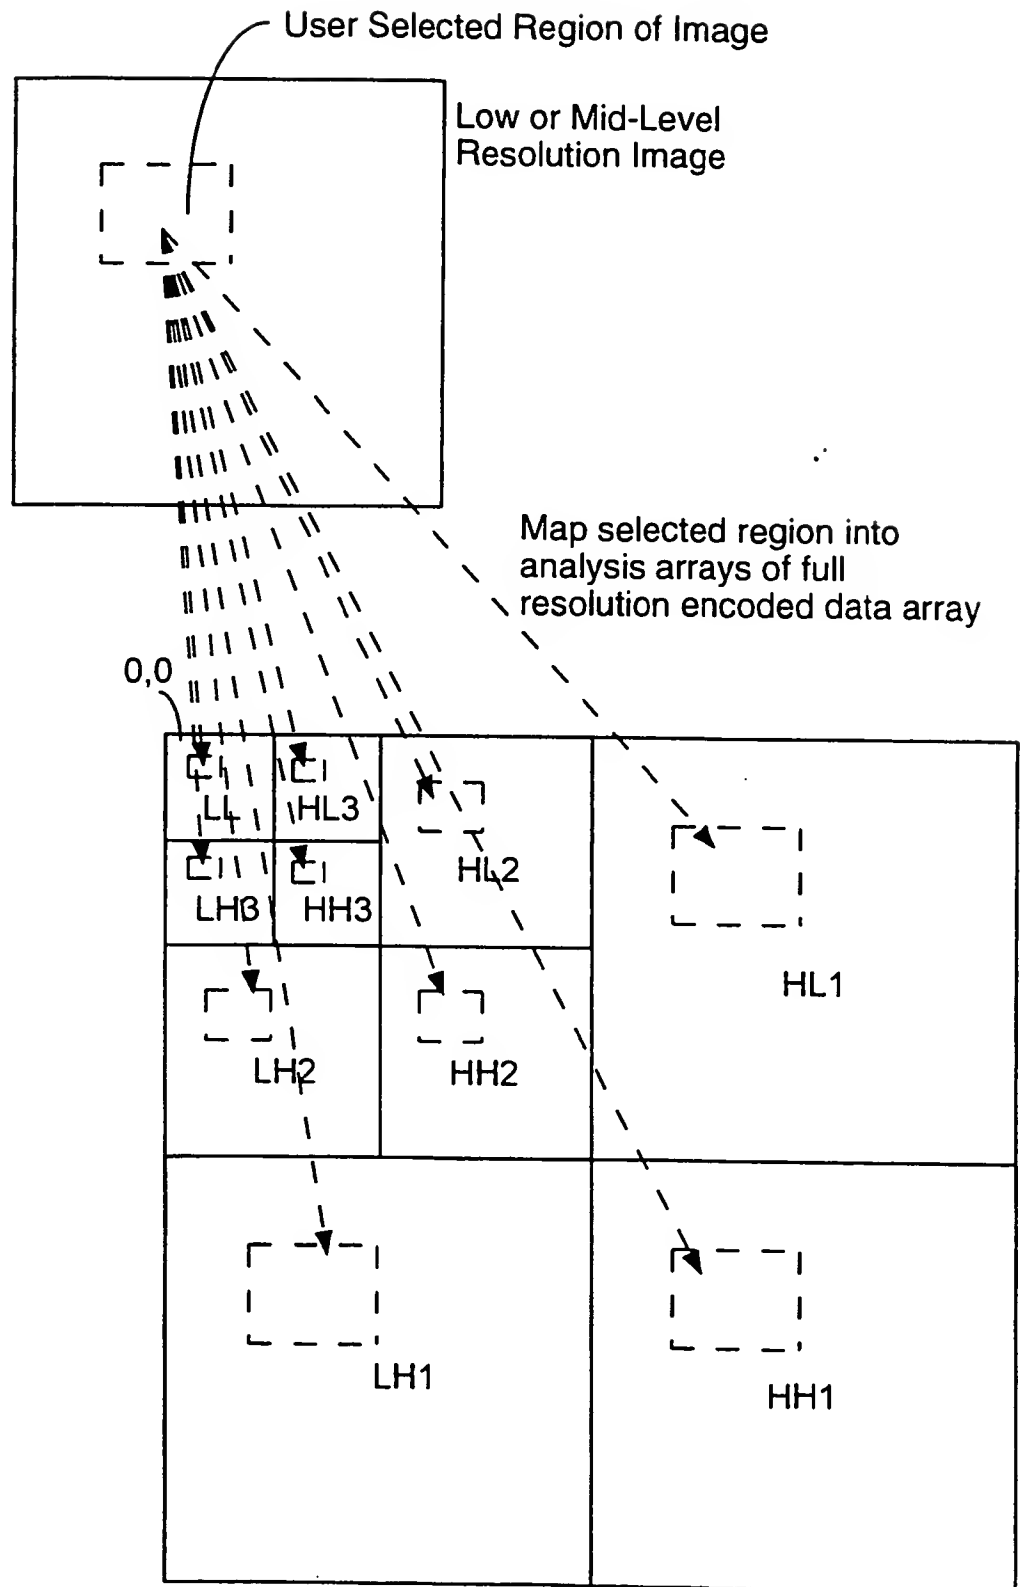 User Selected Region of Image
Low or Mid-Level
Resolution Image
Map selected region into
analysis arrays of full
resolution encoded data array
0,0
LL
HL3
HL2
LH3
HH3
HL1
LH2
HH2
LH1
HH1